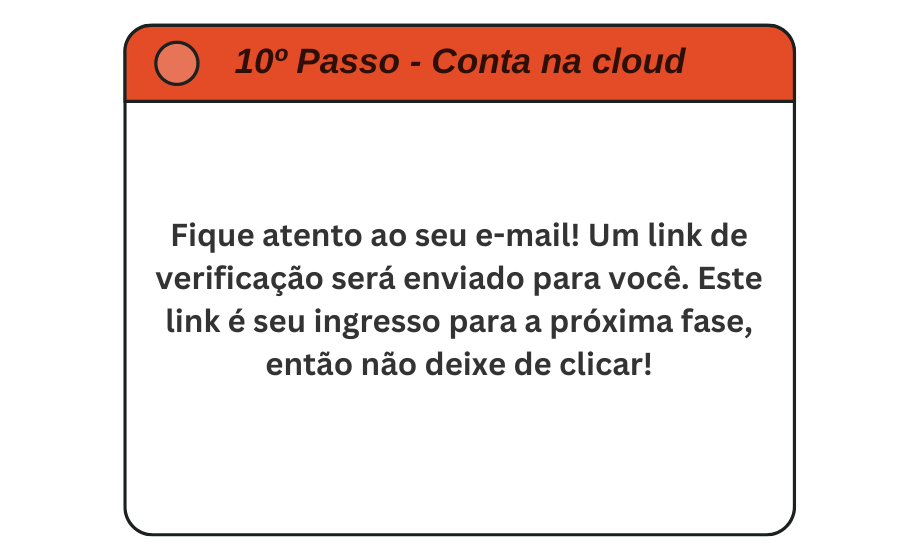 10º Passo - Conta na cloud
Fique atento ao seu e-mail! Um link de
verificação será enviado para você. Este
link é seu ingresso para a próxima fase,
então não deixe de clicar!